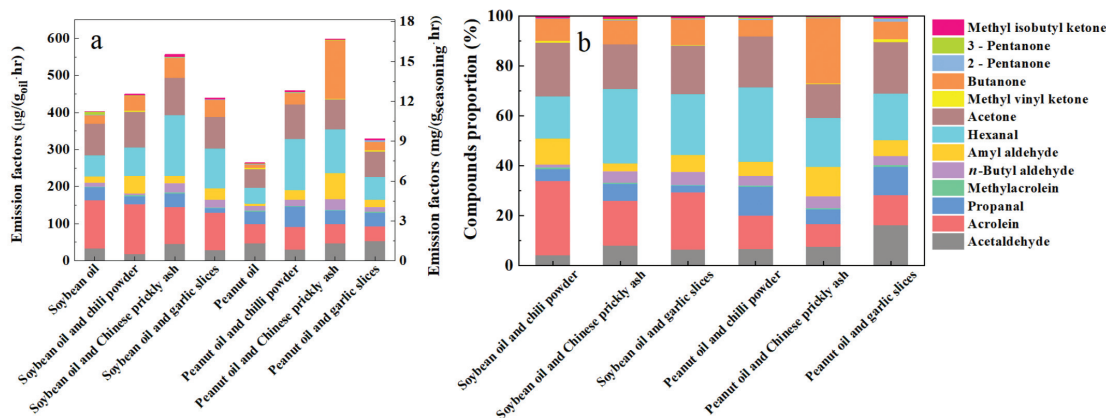 a
Emission factors (μg/(goil·hr)
600
500
400
300
200
100
0
18
15
12
9
6
3
0
Emission factors (mg/(gseasoning·hr))
Soybean oil
Soybean oil and chili powder
Soybean oil and Chinese prickly ash
Soybean oil and garlic slices
Peanut oil
Peanut oil and chilli powder
Peanut oil and Chinese prickly ash
Peanut oil and garlic slices
b
Compounds proportion (%)
100
80
60
40
20
0
Soybean oil and chili powder
Soybean oil and Chinese prickly ash
Soybean oil and garlic slices
Peanut oil and chilli powder
Peanut oil and Chinese prickly ash
Peanut oil and garlic slices
Methyl isobutyl ketone
3 - Pentanone
2 - Pentanone
Butanone
Methyl vinyl ketone
Acetone
Hexanal
Amyl aldehyde
n-Butyl aldehyde
Methylacrolein
Propanal
Acrolein
Acetaldehyde